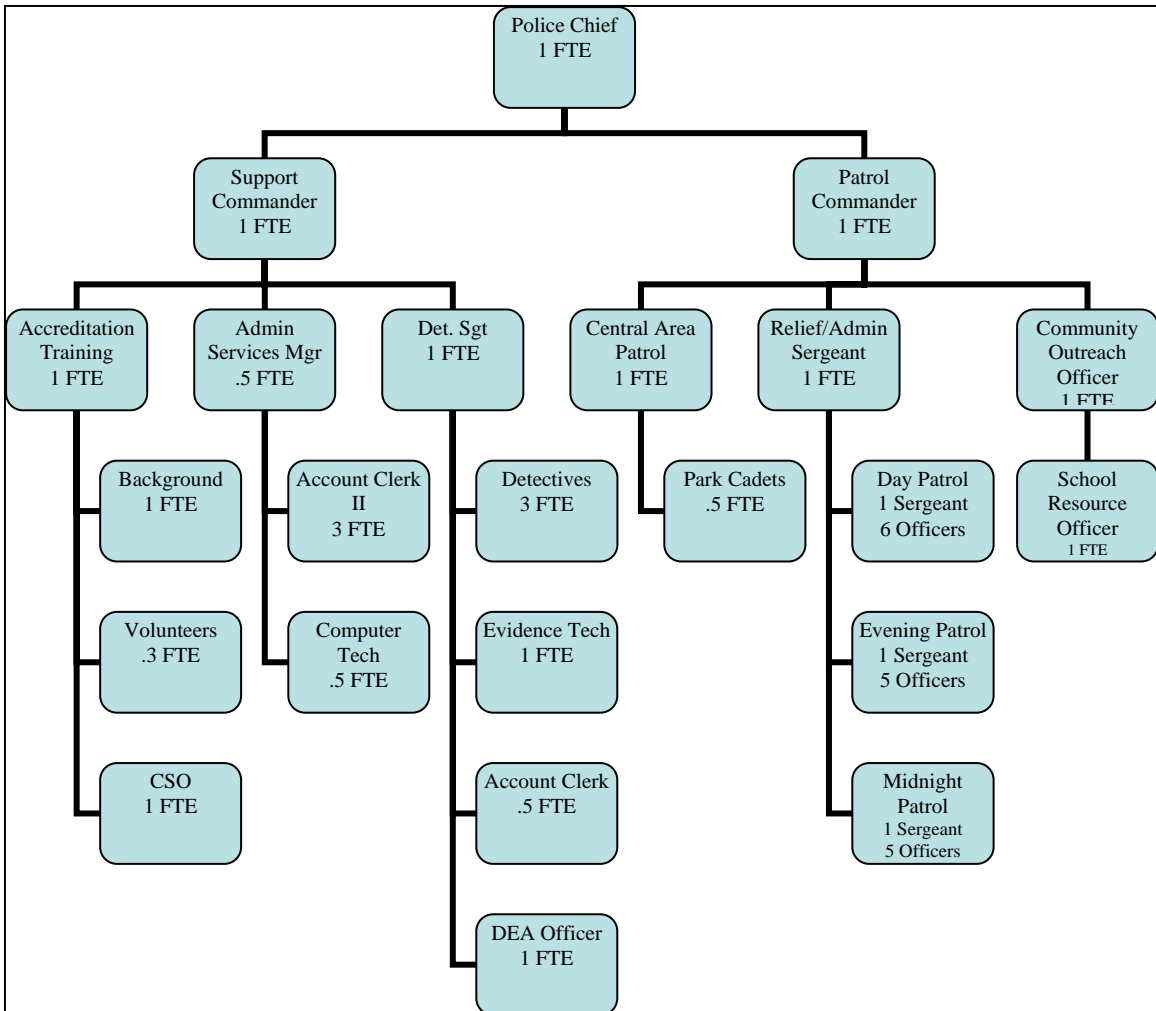 Police Chief
1 FTE
Support
Commander
1 FTE
Patrol
Commander
1 FTE
Accreditation
Training
1 FTE
Admin
Services Mgr
.5 FTE
Det. Sgt
1 FTE
Central Area
Patrol
1 FTE
Relief/Admin
Sergeant
1 FTE
Community
Outreach
Officer
1 FTE
Background
1 FTE
Account Clerk
II
3 FTE
Detectives
3 FTE
Park Cadets
.5 FTE
Day Patrol
1 Sergeant
6 Officers
School
Resource
Officer
1 FTE
Volunteers
.3 FTE
Computer
Tech
.5 FTE
Evidence Tech
1 FTE
Evening Patrol
1 Sergeant
5 Officers
CSO
1 FTE
Account Clerk
.5 FTE
Midnight
Patrol
1 Sergeant
5 Officers
DEA Officer
1 FTE